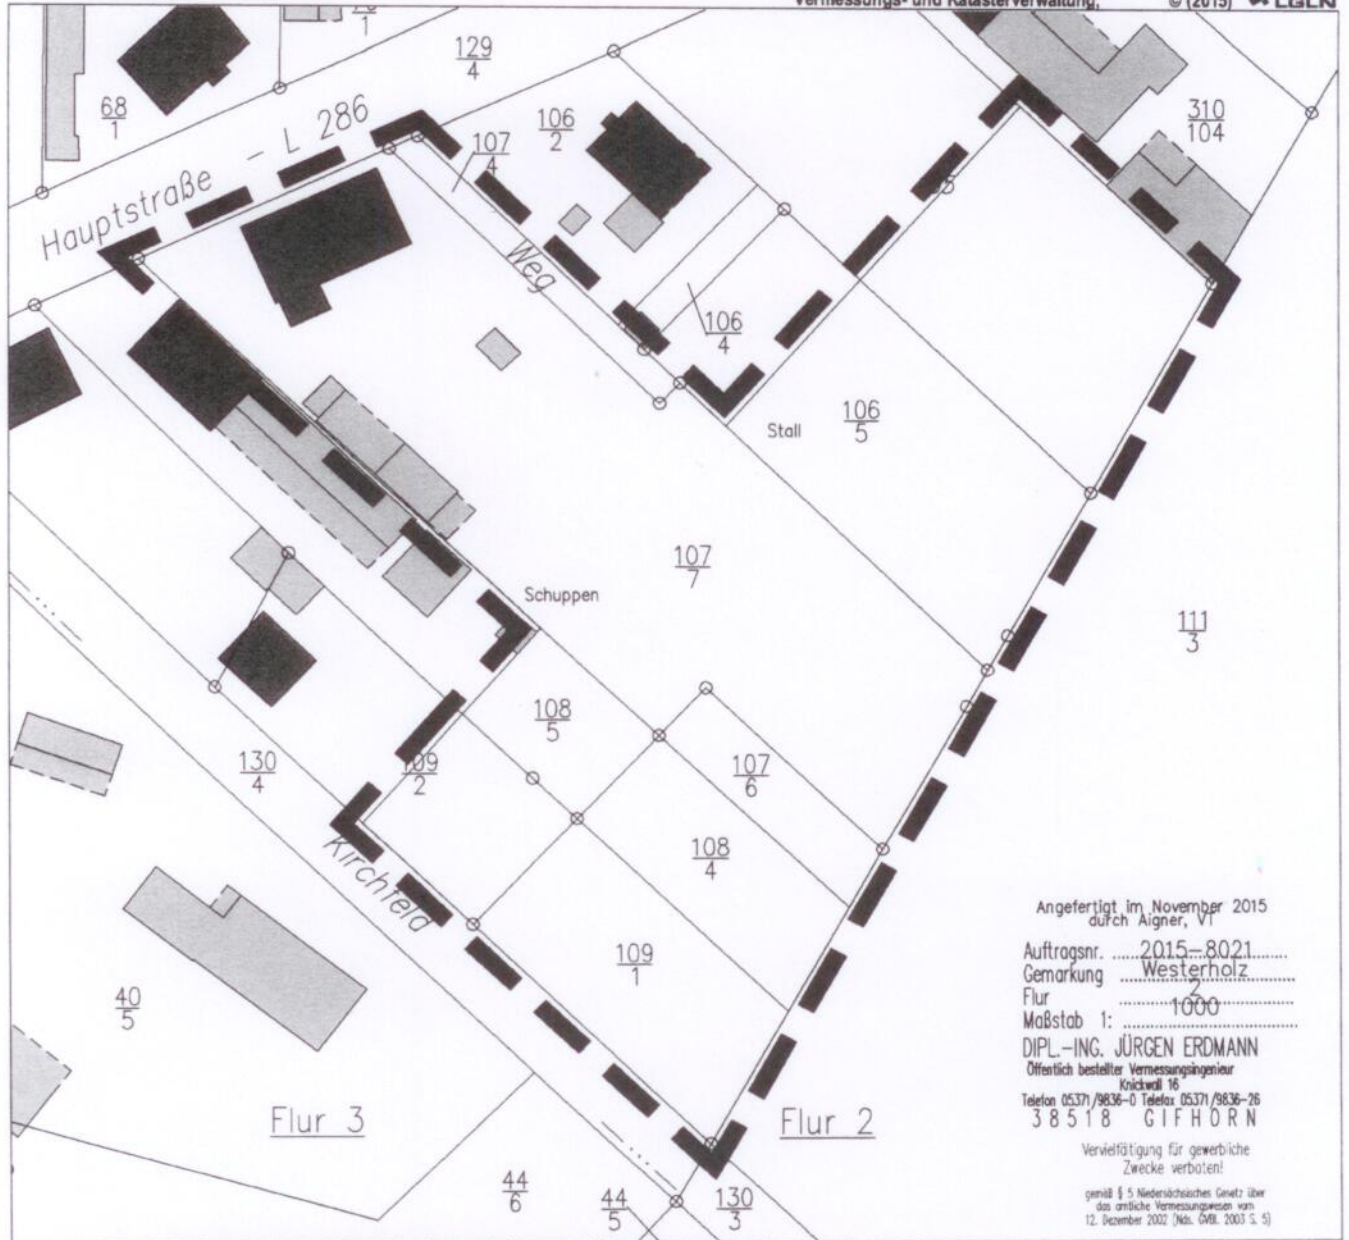 Vermessungs- und Katasterverwaltung,
© (2015) LGLN
1
129
4
68
1
Hauptstraße - L 286
107
4
106
2
310
104
Weg
106
4
106
5
Stall
107
7
Schuppen
111
3
108
5
107
6
130
4
109
2
108
4
Kirchfeld
109
1
40
5
Flur 3
Flur 2
44
6
44
5
130
3
Angefertigt im November 2015
durch Aigner, VT
Auftragsnr. 2015-8021
Gemarkung Westerholz
Flur 2
Maßstab 1: 1000
DIPL.-ING. JÜRGEN ERDMANN
Öffentlich bestellter Vermessungsingenieur
Knickwall 16
Telefon 05371/9836-0 Telefax 05371/9836-26
38518 GIFHORN
Vervielfältigung für gewerbliche
Zwecke verboten!
gemäß § 5 Niedersächsisches Gesetz über
das amtliche Vermessungswesen vom
12. Dezember 2002 (Nds. GVBl. 2003 S. 5)